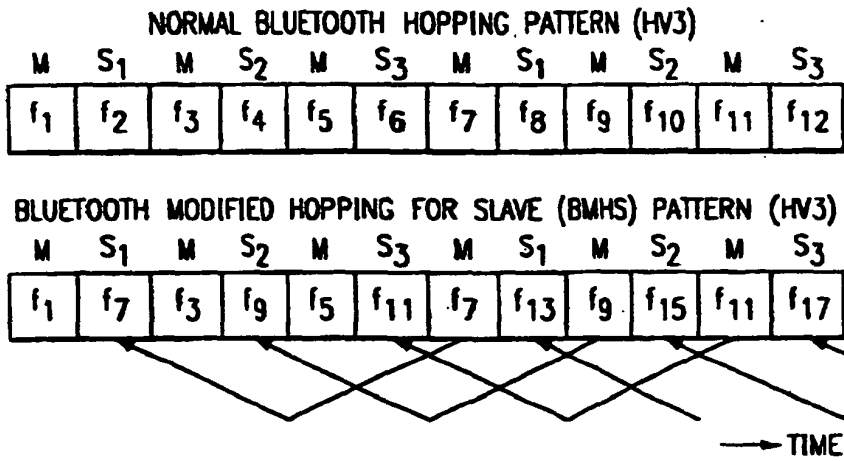 NORMAL BLUETOOTH HOPPING PATTERN (HV3)
M S₁ M S₂ M S₃ M S₁ M S₂ M S₃
f₁ f₂ f₃ f₄ f₅ f₆ f₇ f₈ f₉ f₁₀ f₁₁ f₁₂
BLUETOOTH MODIFIED HOPPING FOR SLAVE (BMHS) PATTERN (HV3)
M S₁ M S₂ M S₃ M S₁ M S₂ M S₃
f₁ f₇ f₃ f₉ f₅ f₁₁ f₇ f₁₃ f₉ f₁₅ f₁₁ f₁₇
TIME